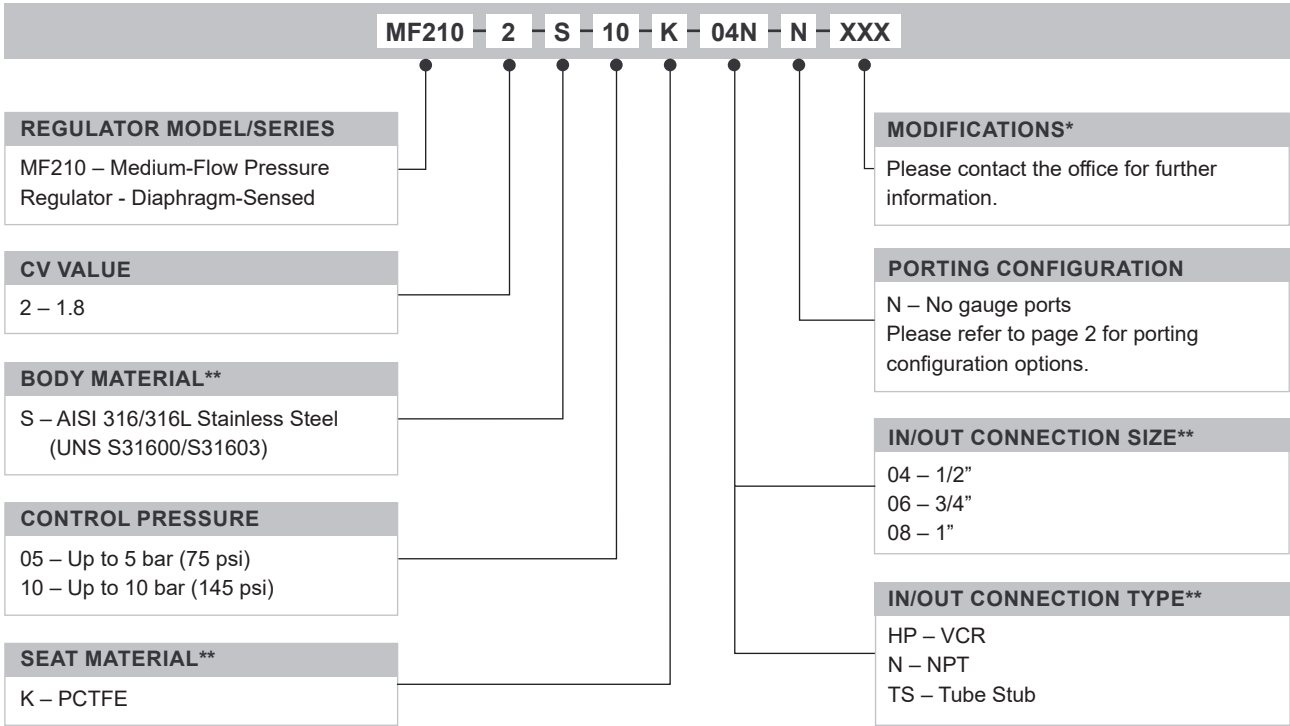 MF210 2 S 10 K 04N N XXX
REGULATOR MODEL/SERIES
MF210 – Medium-Flow Pressure
Regulator - Diaphragm-Sensed
CV VALUE
2 – 1.8
BODY MATERIAL**
S – AISI 316/316L Stainless Steel
(UNS S31600/S31603)
CONTROL PRESSURE
05 – Up to 5 bar (75 psi)
10 – Up to 10 bar (145 psi)
SEAT MATERIAL**
K – PCTFE
MODIFICATIONS*
Please contact the office for further
information.
PORTING CONFIGURATION
N – No gauge ports
Please refer to page 2 for porting
configuration options.
IN/OUT CONNECTION SIZE**
04 – 1/2”
06 – 3/4”
08 – 1”
IN/OUT CONNECTION TYPE**
HP – VCR
N – NPT
TS – Tube Stub